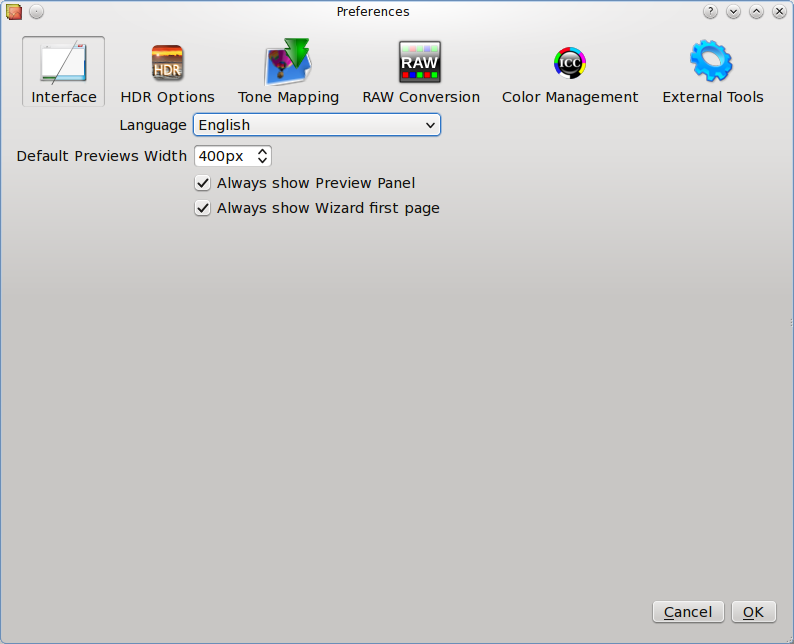 Preferences
HDR
RAW
ICC
Interface
HDR Options
Tone Mapping
RAW Conversion
Color Management
External Tools
Language English
Default Previews Width 400px
Always show Preview Panel
Always show Wizard first page
Cancel OK